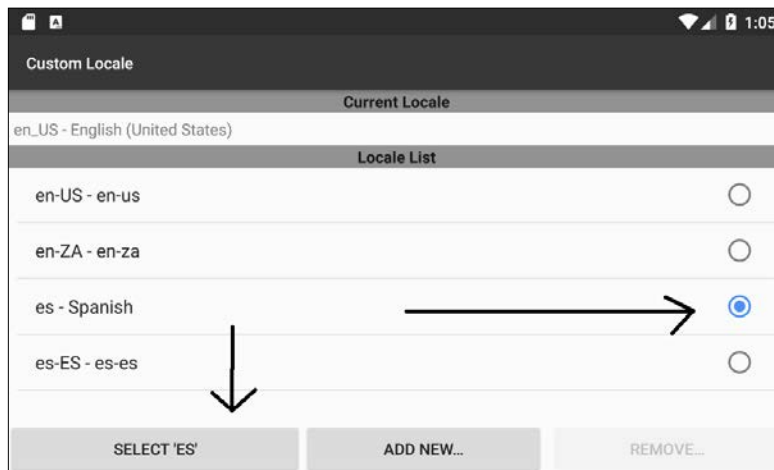 1:05
Custom Locale
Current Locale
en_US - English (United States)
Locale List
en-US - en-us
en-ZA - en-za
es - Spanish
es-ES - es-es
SELECT 'ES' ADD NEW... REMOVE...